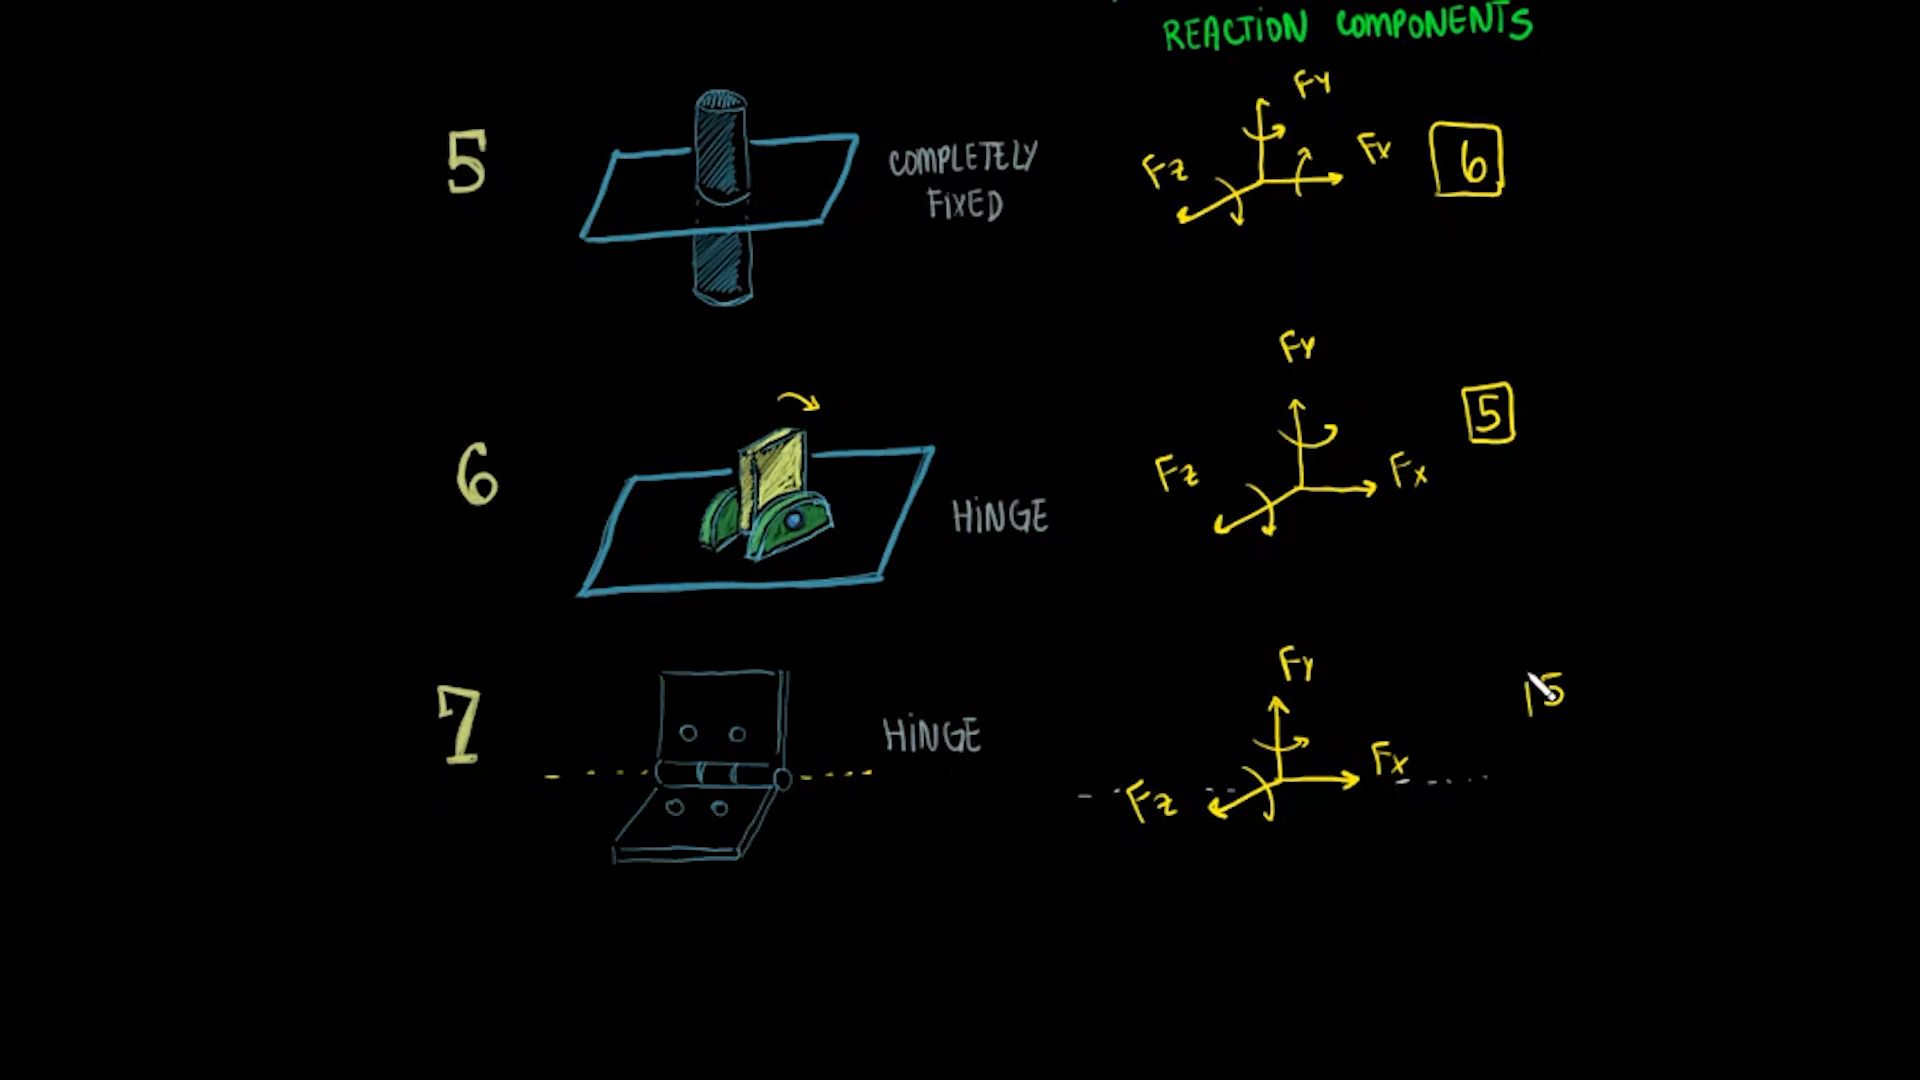 REACTION COMPONENTS
5
COMPLETELY
FIXED
Fy
Fx
Fz
6
6
HINGE
Fy
Fx
Fz
5
7
HINGE
Fy
Fx
Fz
5